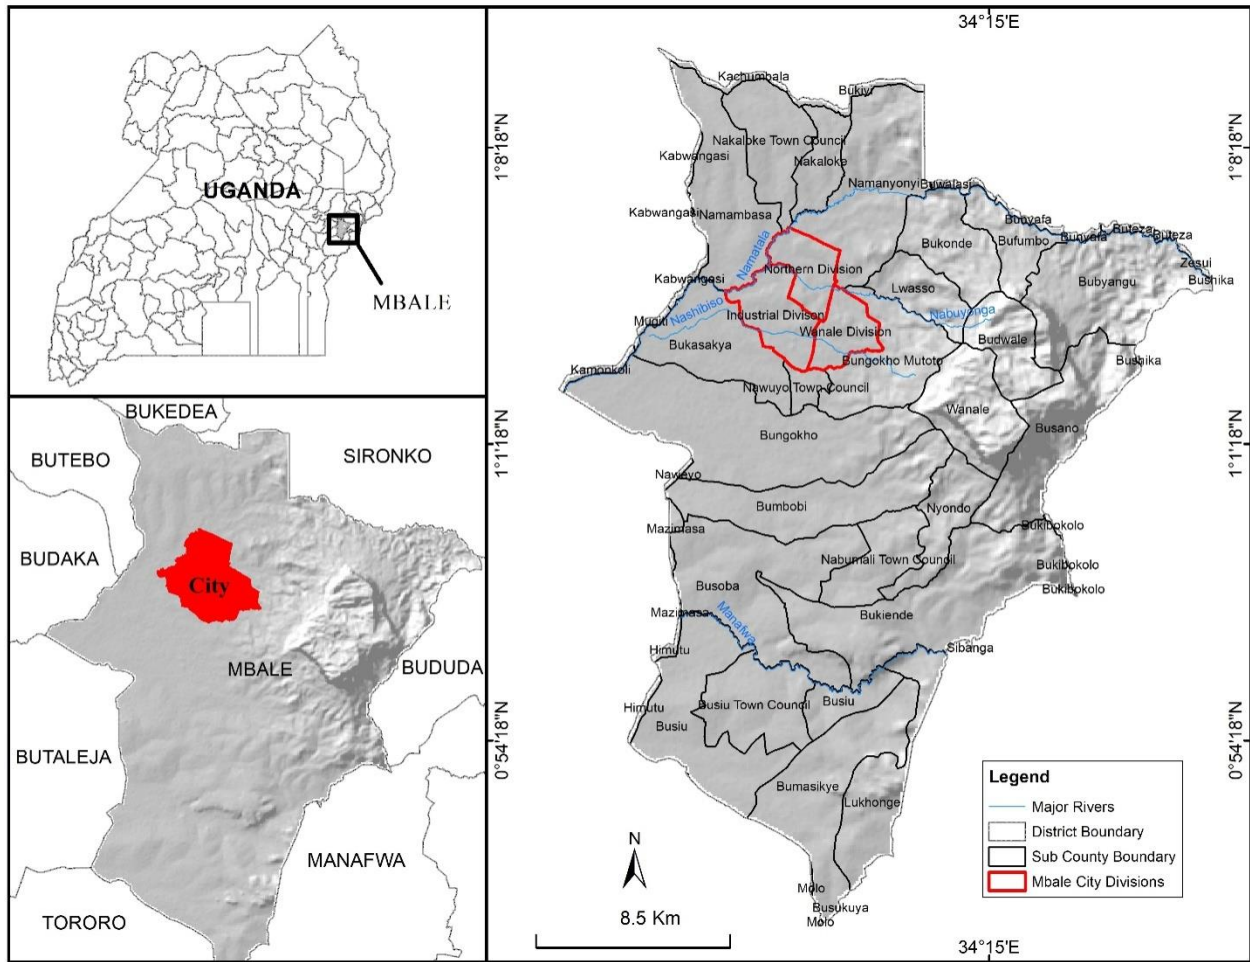 UGANDA
MBALE
BUKEDEA
BUTEBO
SIRONKO
BUDAKA
City
MBALE
BUDUDA
BUTALEJA
MANAFWA
TORORO
34°15'E
1°8'18"N
1°8'18"N
1°1'18"N
1°1'18"N
0°54'18"N
0°54'18"N
Kachumbala
Bukiyi
Nakaloke Town Council
Kabwangasi
Nakaloke
Namanyonyi
Buwalasi
Kabwangasi
Namambasa
Bunyafa
Buteza
Buteza
Bunyafa
Bukonde
Bufumbo
Namatala
Zesui
Bushika
Northern Division
Kabwangasi
Lwasso
Bubyangu
Nashibiso
Industrial Divison
Nabuyonga
Mugiti
Wanale Division
Bukasakya
Budwale
Bushika
Bungokho Mutoto
Kamonkoli
Nawuyo Town Council
Wanale
Bungokho
Busano
Naweyo
Bumbobi
Nyondo
Mazimasa
Bukibokolo
Nabumali Town Council
Bukibokolo
Busoba
Bukibokolo
Mazimasa
Manafwa
Bukiende
Himutu
Sibanga
Himutu
Busiu Town Council
Busiu
Busiu
Bumasikye
Lukhonge
Molo
Busukuya
Molo
N
8.5 Km
Legend
Major Rivers
District Boundary
Sub County Boundary
Mbale City Divisions
34°15'E